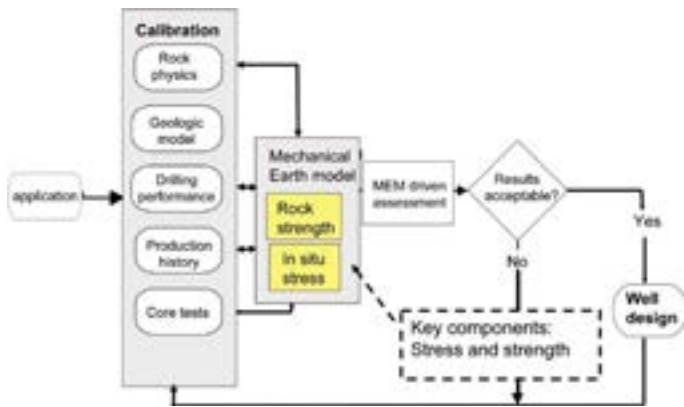 Calibration
Rock
physics
Geologic
model
Drilling
performance
Production
history
Core tests
application
Mechanical
Earth model
Rock
strength
in situ
stress
MEM driven
assessment
Results
acceptable?
Yes
No
Well
design
Key components:
Stress and strength